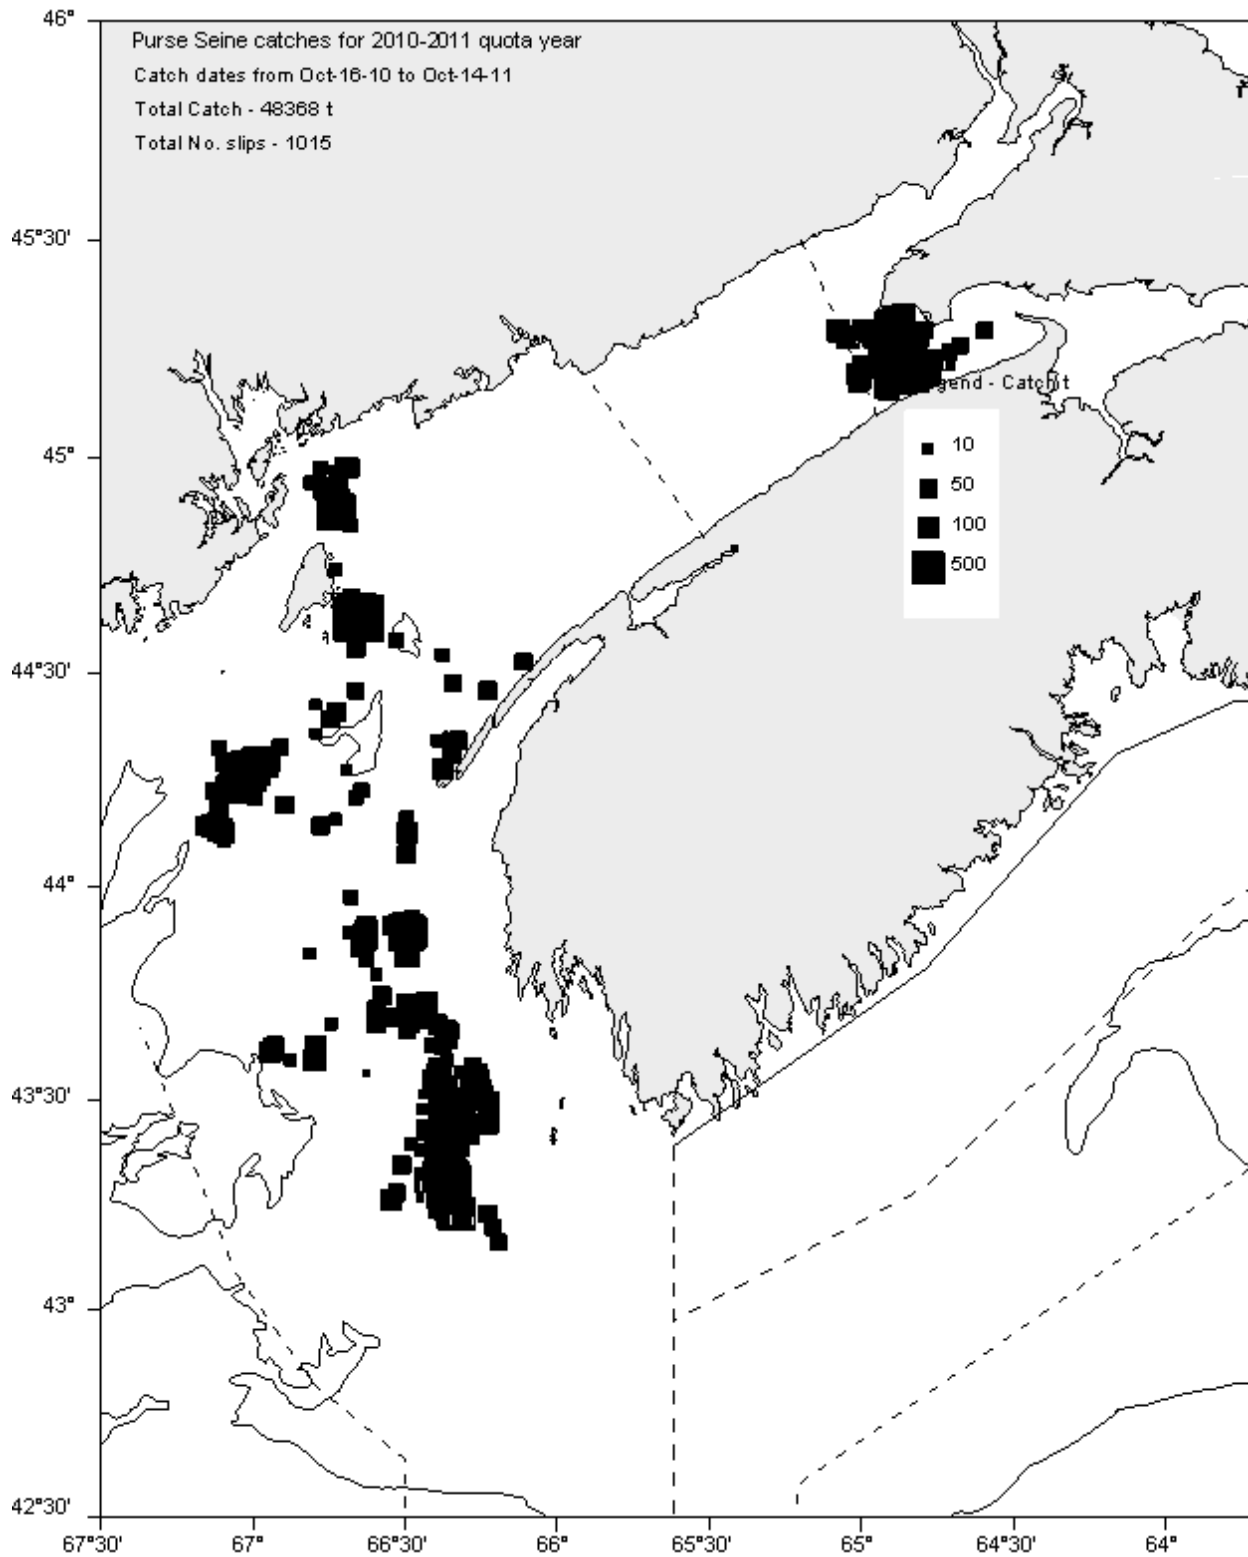 46°
Purse Seine catches for 2010-2011 quota year
Catch dates from Oct-16-10 to Oct-14-11
Total Catch - 48368 t
Total No. slips - 1015
45°30'
gend - Catch t
45°
10
50
100
500
44°30'
44°
43°30'
43°
42°30'
67°30' 67° 66°30' 66° 65°30' 65° 64°30' 64°